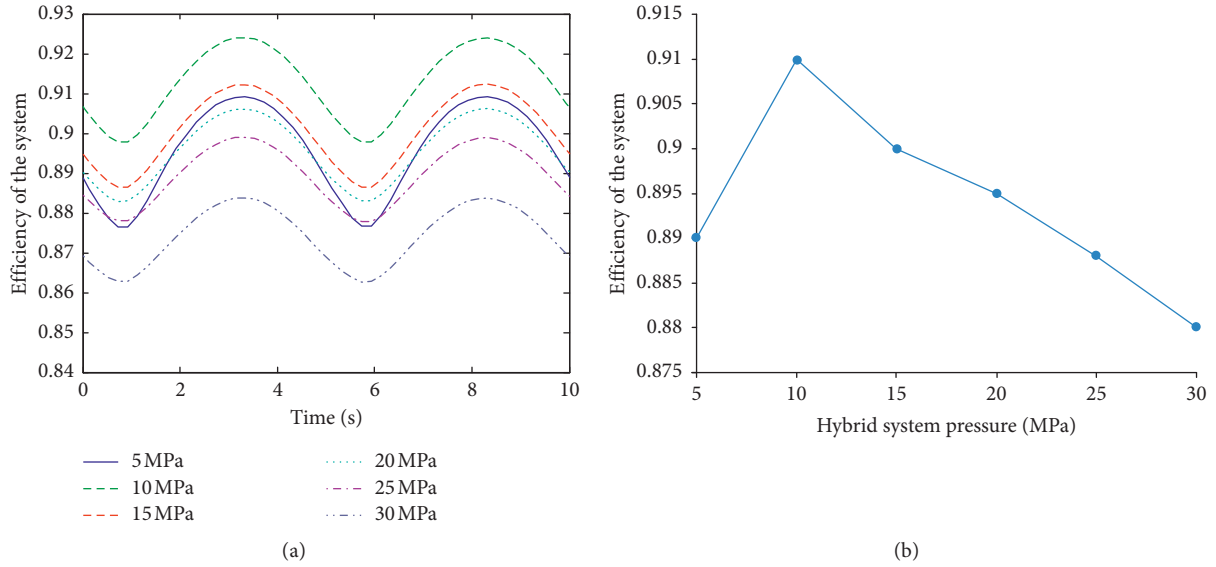 0.93
0.92
0.91
0.9
0.89
0.88
0.87
0.86
0.85
0.84
Efficiency of the system
0 2 4 6 8 10
Time (s)
5 MPa
10 MPa
15 MPa
20 MPa
25 MPa
30 MPa
(a)
0.915
0.91
0.905
0.9
0.895
0.89
0.885
0.88
0.875
Efficiency of the system
5 10 15 20 25 30
Hybrid system pressure (MPa)
(b)